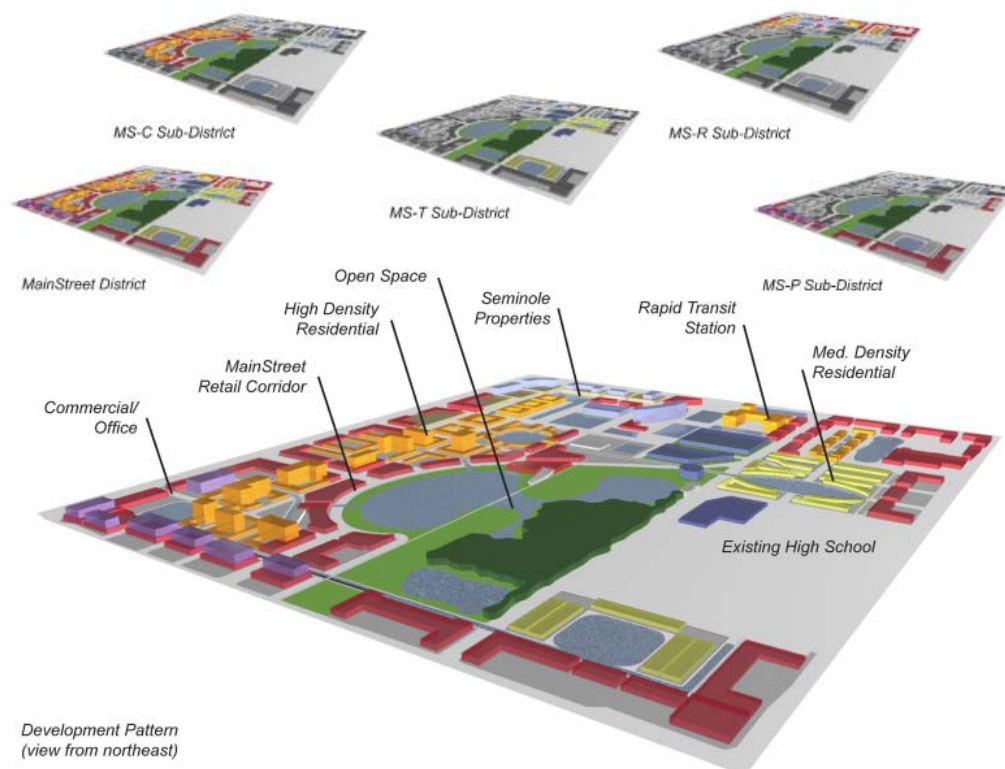 MS-C Sub-District
MS-R Sub-District
MS-T Sub-District
MainStreet District
MS-P Sub-District
Open Space
High Density
Residential
Seminole
Properties
Rapid Transit
Station
MainStreet
Retail Corridor
Med. Density
Residential
Commercial/
Office
Existing High School
Development Pattern
(view from northeast)